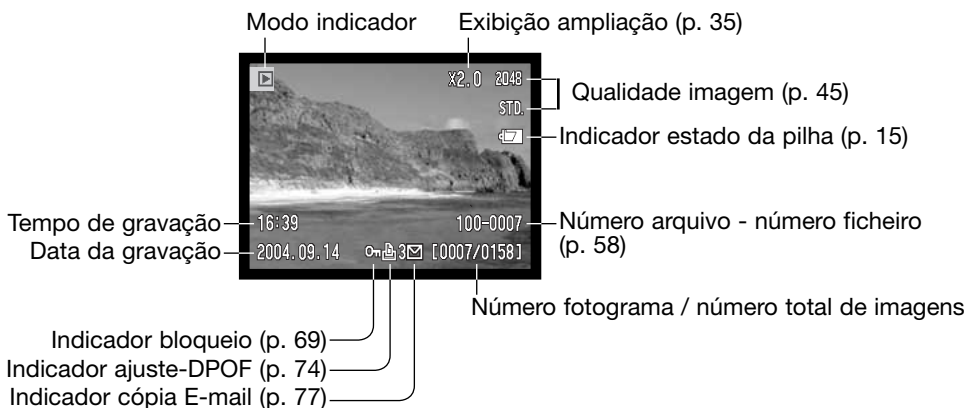 Modo indicador
Exibição ampliação (p. 35)
X2.0 2048
STD.
Qualidade imagem (p. 45)
Indicador estado da pilha (p. 15)
Tempo de gravação
16:39
100-0007
Número arquivo - número ficheiro
(p. 58)
Data da gravação
2004.09.14
3
[0007/0158]
Número fotograma / número total de imagens
Indicador bloqueio (p. 69)
Indicador ajuste-DPOF (p. 74)
Indicador cópia E-mail (p. 77)